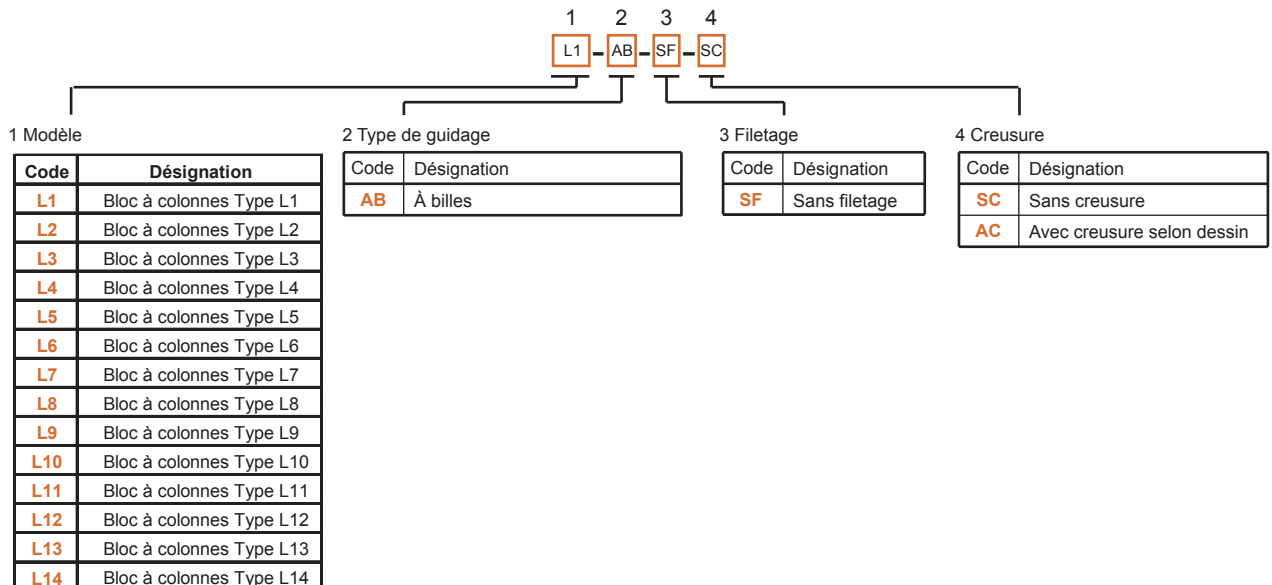 1 2 3 4
L1 - AB - SF - SC
1 Modèle
Code Désignation
L1 Bloc à colonnes Type L1
L2 Bloc à colonnes Type L2
L3 Bloc à colonnes Type L3
L4 Bloc à colonnes Type L4
L5 Bloc à colonnes Type L5
L6 Bloc à colonnes Type L6
L7 Bloc à colonnes Type L7
L8 Bloc à colonnes Type L8
L9 Bloc à colonnes Type L9
L10 Bloc à colonnes Type L10
L11 Bloc à colonnes Type L11
L12 Bloc à colonnes Type L12
L13 Bloc à colonnes Type L13
L14 Bloc à colonnes Type L14
2 Type de guidage
Code Désignation
AB À billes
3 Filetage
Code Désignation
SF Sans filetage
4 Creusure
Code Désignation
SC Sans creusure
AC Avec creusure selon dessin